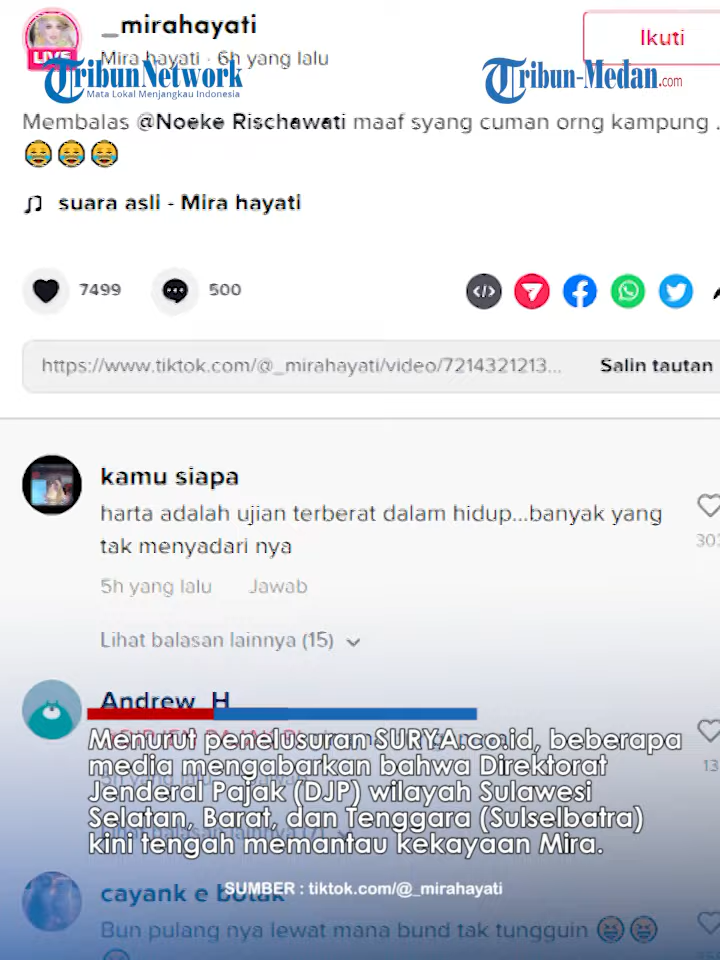 _mirahayati
Ikuti
LIVE
Mira hayati · 6h yang lalu
TribunNetwork
Mata Lokal Menjangkau Indonesia
Tribun-Medan.com
Membalas @Noeke Rischawati maaf syang cuman orng kampung .
suara asli - Mira hayati
7499
500
https://www.tiktok.com/@_mirahayati/video/7214321213...
Salin tautan
kamu siapa
harta adalah ujian terberat dalam hidup...banyak yang
tak menyadari nya
303
5h yang lalu Jawab
Lihat balasan lainnya (15)
Andrew_H
13
Menurut penelusuran SURYA.co.id, beberapa
media mengabarkan bahwa Direktorat
Jenderal Pajak (DJP) wilayah Sulawesi
Selatan, Barat, dan Tenggara (Sulselbatra)
kini tengah memantau kekayaan Mira.
cayank e botak
SUMBER : tiktok.com/@_mirahayati
Bun pulang nya lewat mana bund tak tungguin